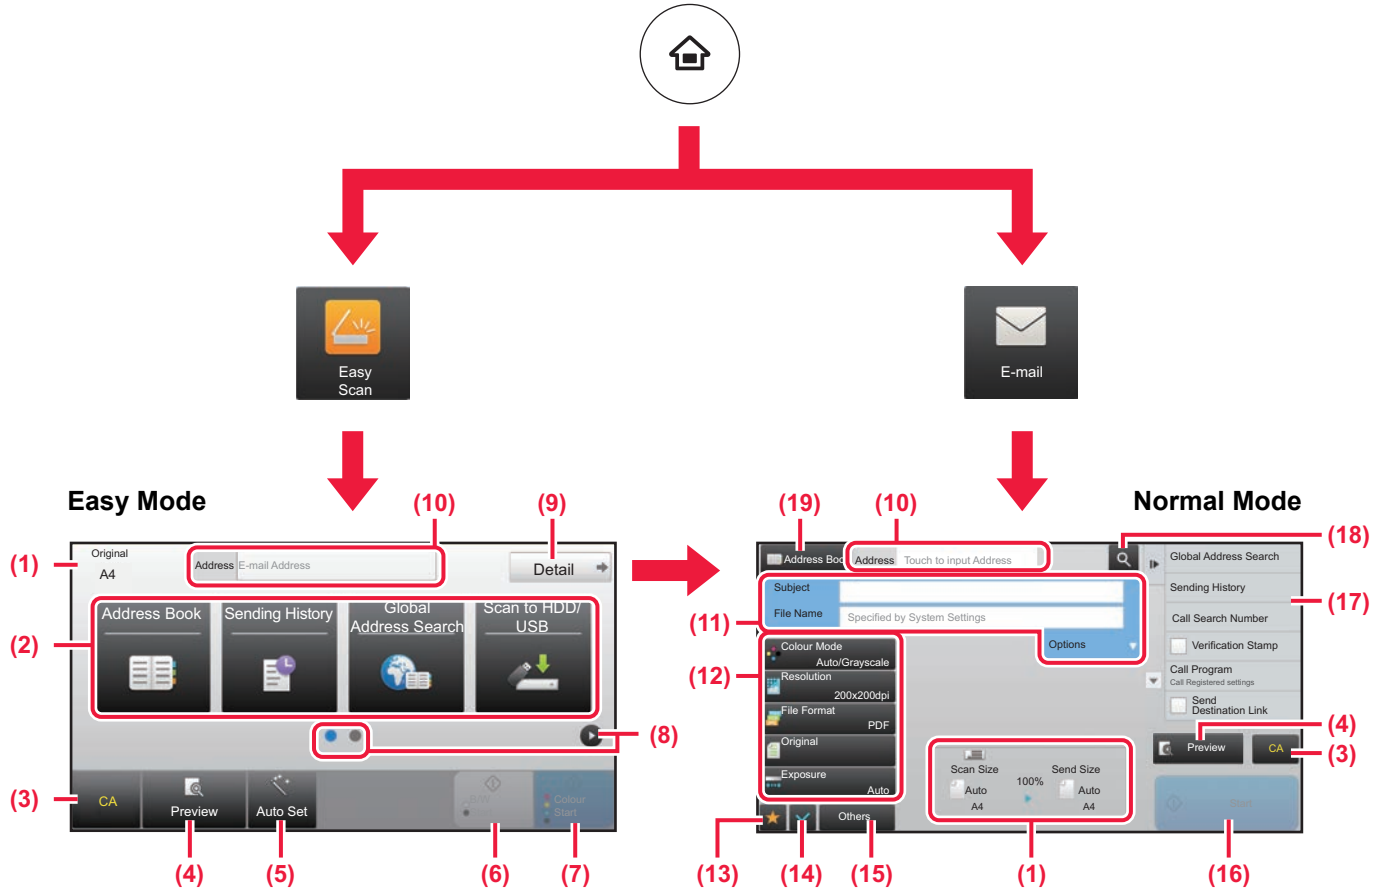 Easy
Scan
E-mail
Easy Mode
Normal Mode
(10)
(9)
(19)
(10)
(18)
(1)
Original
A4
Address
E-mail Address
Detail
(2)
Address Book
Sending History
Global
Address Search
Scan to HDD/
USB
(8)
(3)
CA
Preview
Auto Set
Colour
Start
(4)
(5)
(6)
(7)
Address
Touch to input Address
Subject
File Name
Specified by System Settings
Options
(11)
(12)
Colour Mode
Auto/Grayscale
Resolution
200x200dpi
File Format
PDF
Original
Exposure
Auto
Others
Scan Size
Auto
A4
100%
Send Size
Auto
A4
Global Address Search
Sending History
Call Search Number
Verification Stamp
Call Program
Call Registered settings
Send
Destination Link
(17)
Preview
CA
(4)
(3)
Start
(13)
(14)
(15)
(1)
(16)